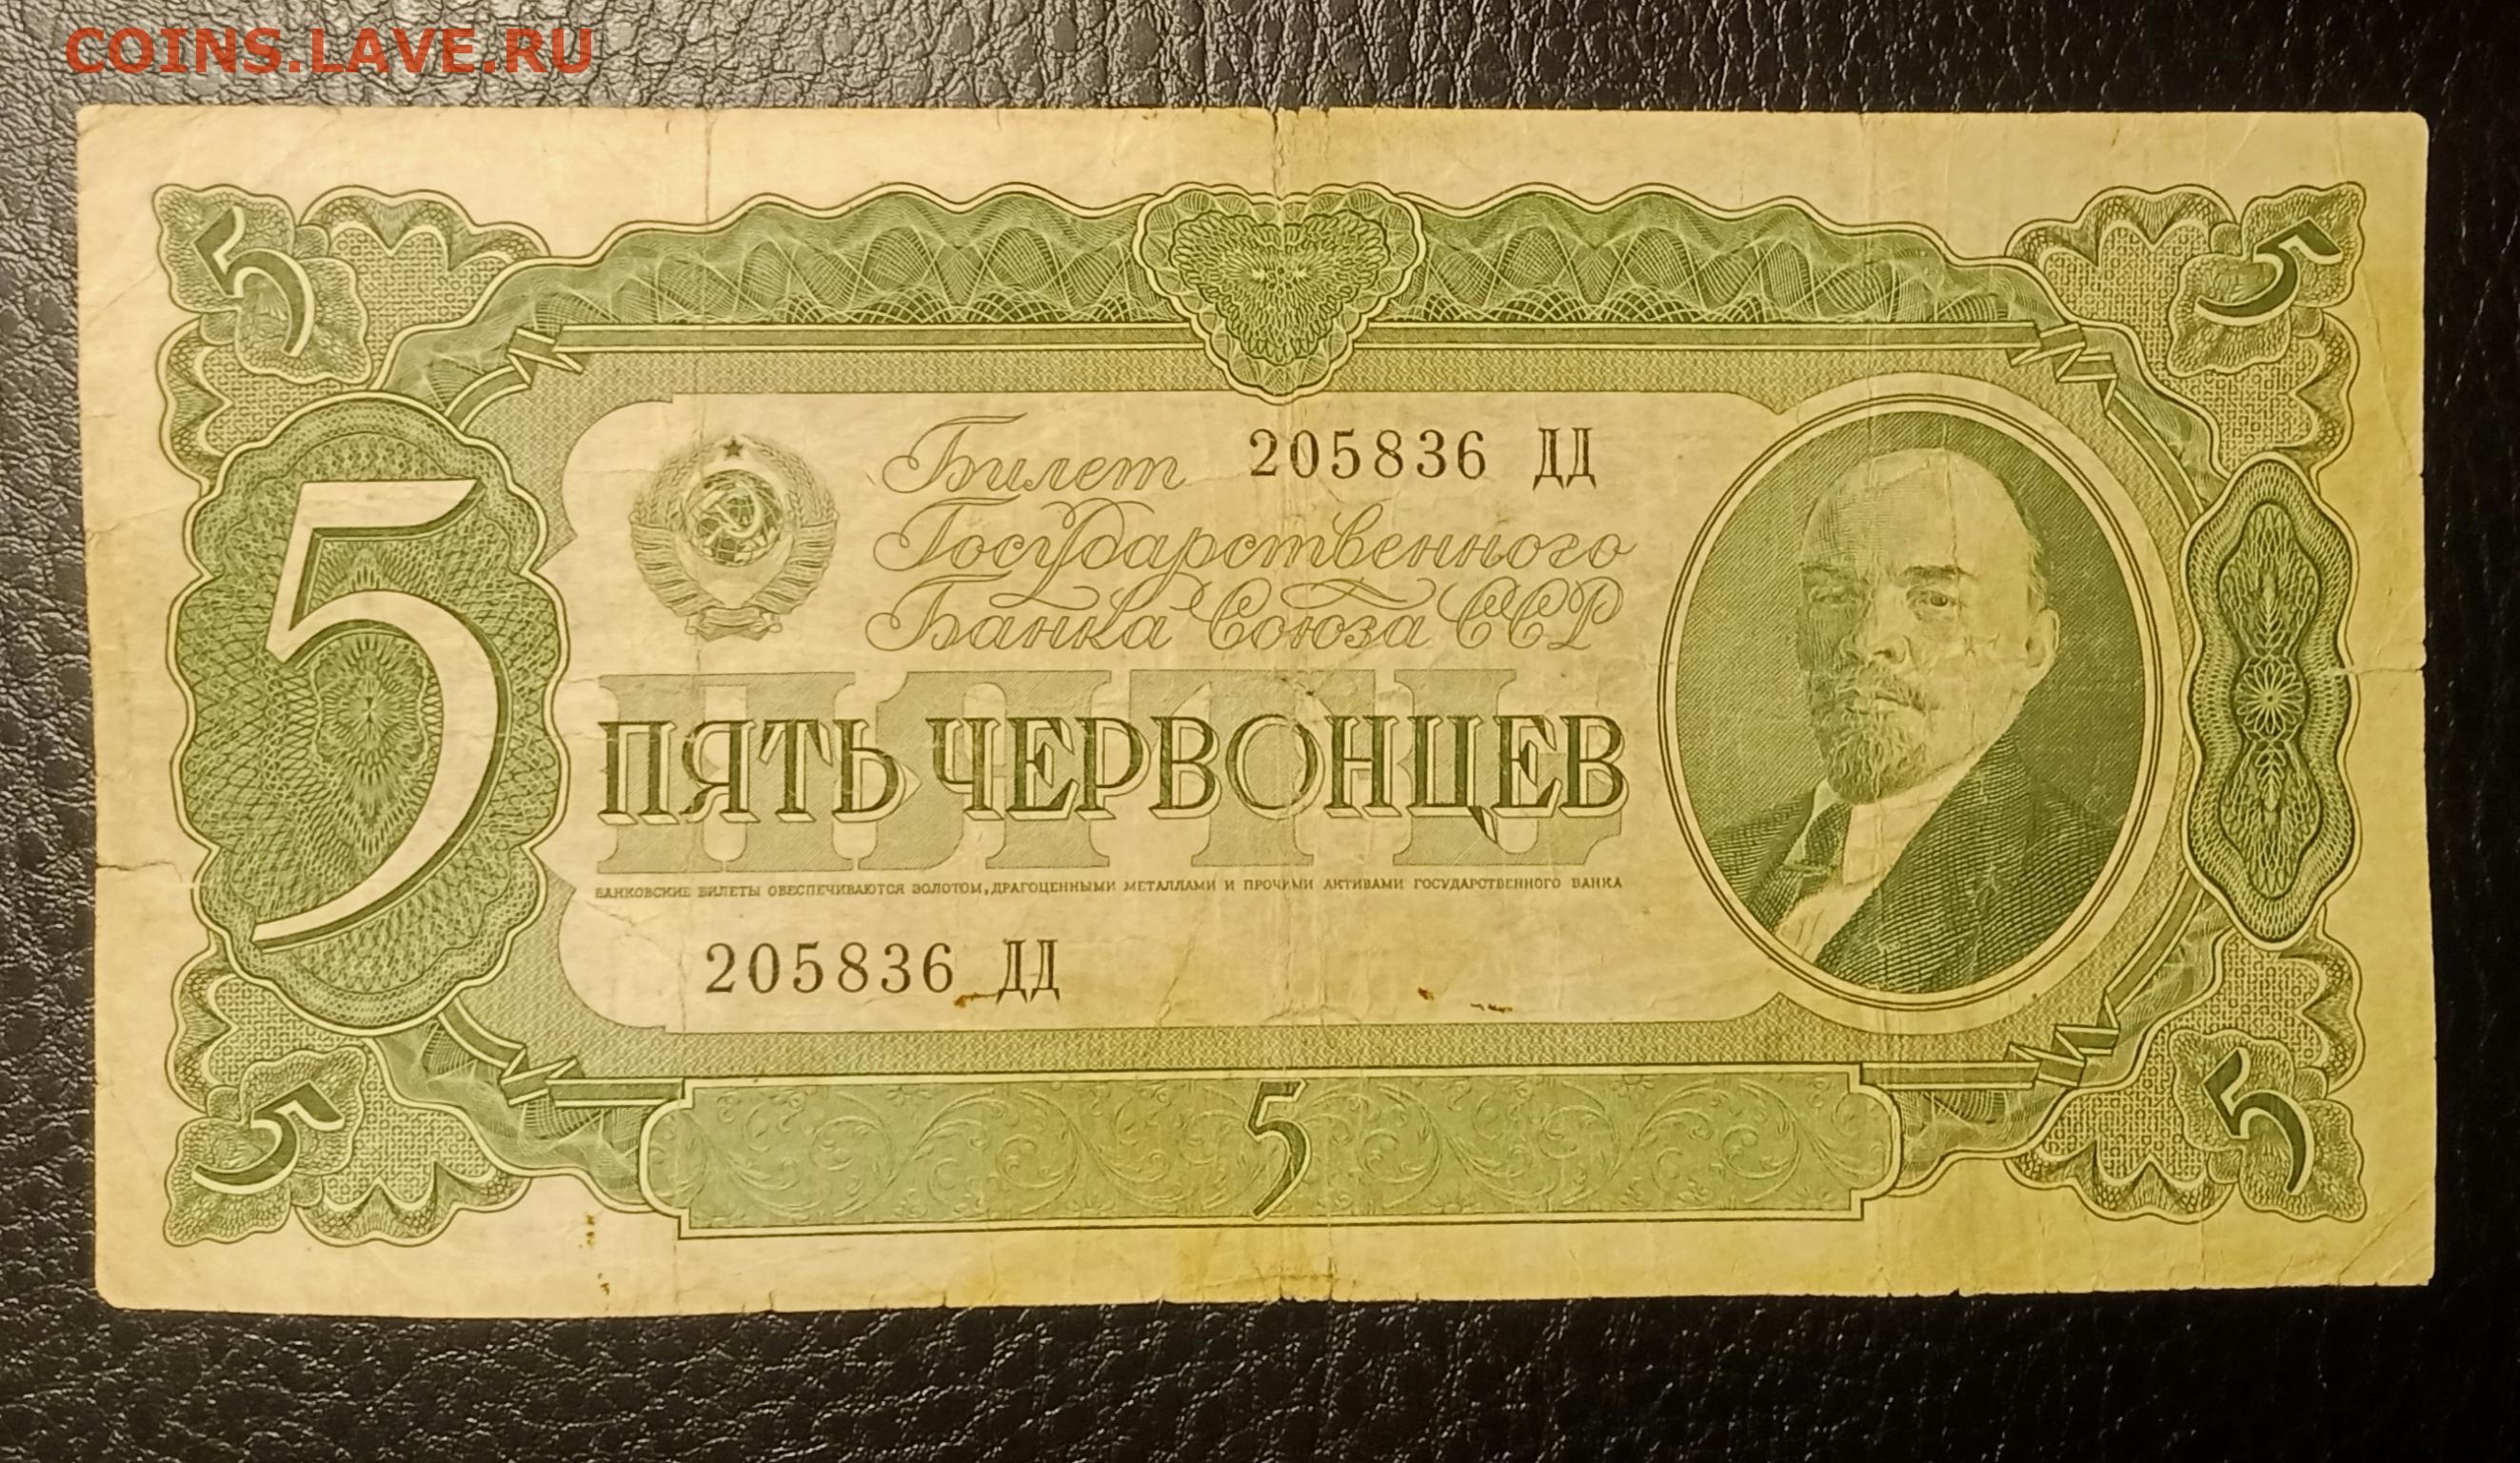 COINS.LAVE.RU
5 5
Билет 205836 ДД
Государственного
Банка Союза ССР
5
ПЯТЬ
ПЯТЬ ЧЕРВОНЦЕВ
БАНКОВСКИЕ БИЛЕТЫ ОБЕСПЕЧИВАЮТСЯ ЗОЛОТОМ, ДРАГОЦЕННЫМИ МЕТАЛЛАМИ И ПРОЧИМИ АКТИВАМИ ГОСУДАРСТВЕННОГО БАНКА
205836 ДД
5 5 5